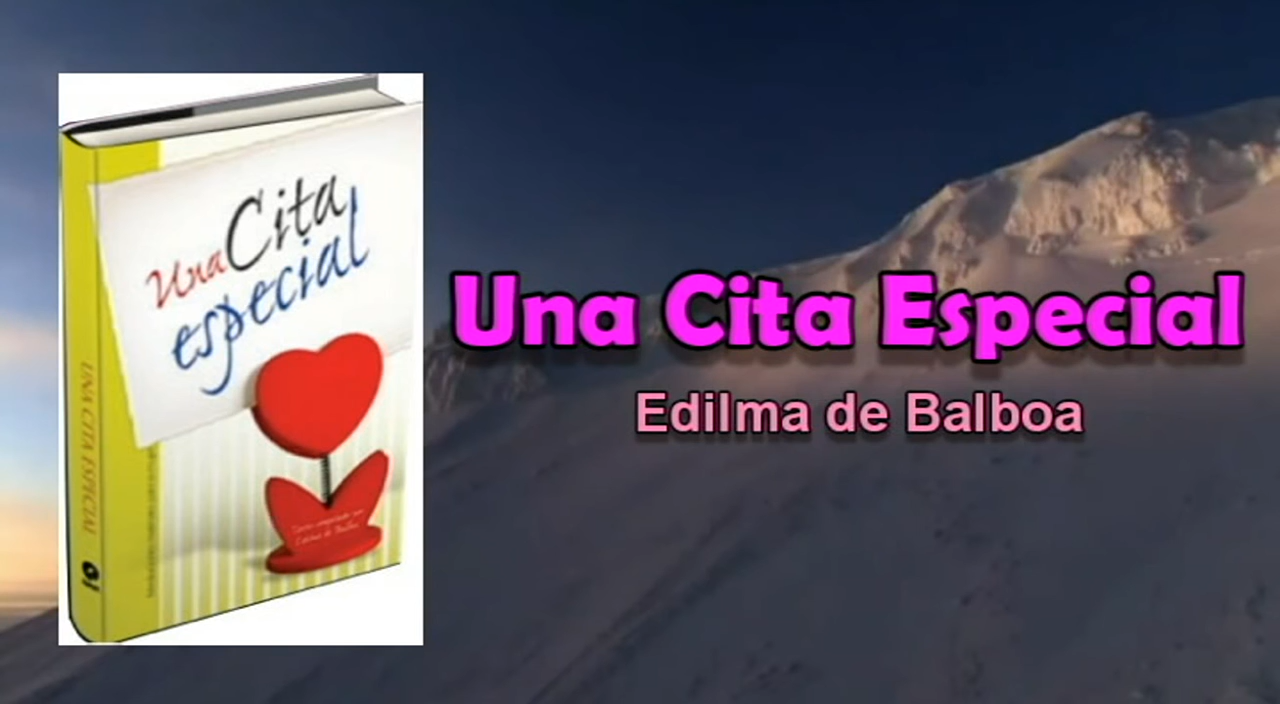 Una Cita
especial
UNA CITA ESPECIAL
Una Cita Especial
Edilma de Balboa